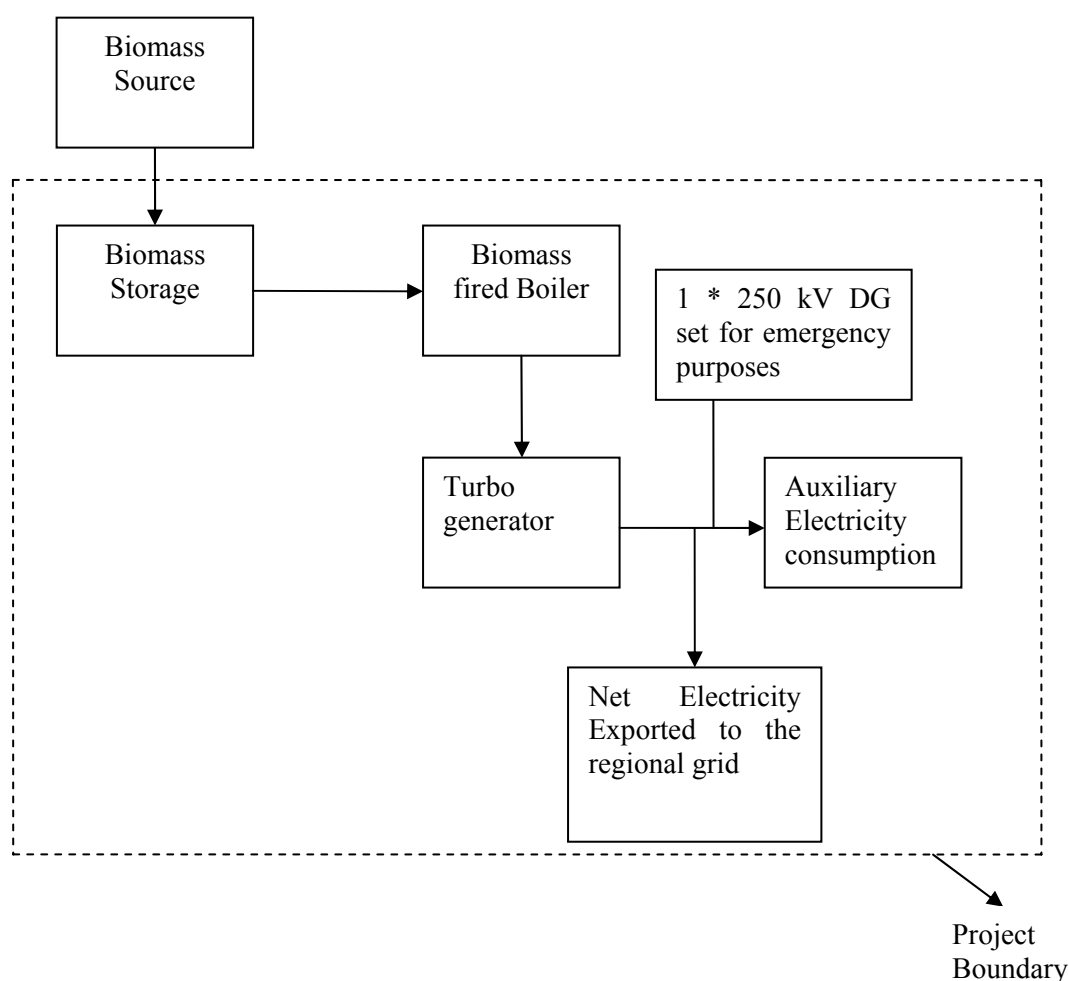 Biomass
Source
Biomass
Storage
Biomass
fired Boiler
1 * 250 kV DG
set for emergency
purposes
Turbo
generator
Auxiliary
Electricity
consumption
Net Electricity
Exported to the
regional grid
Project
Boundary